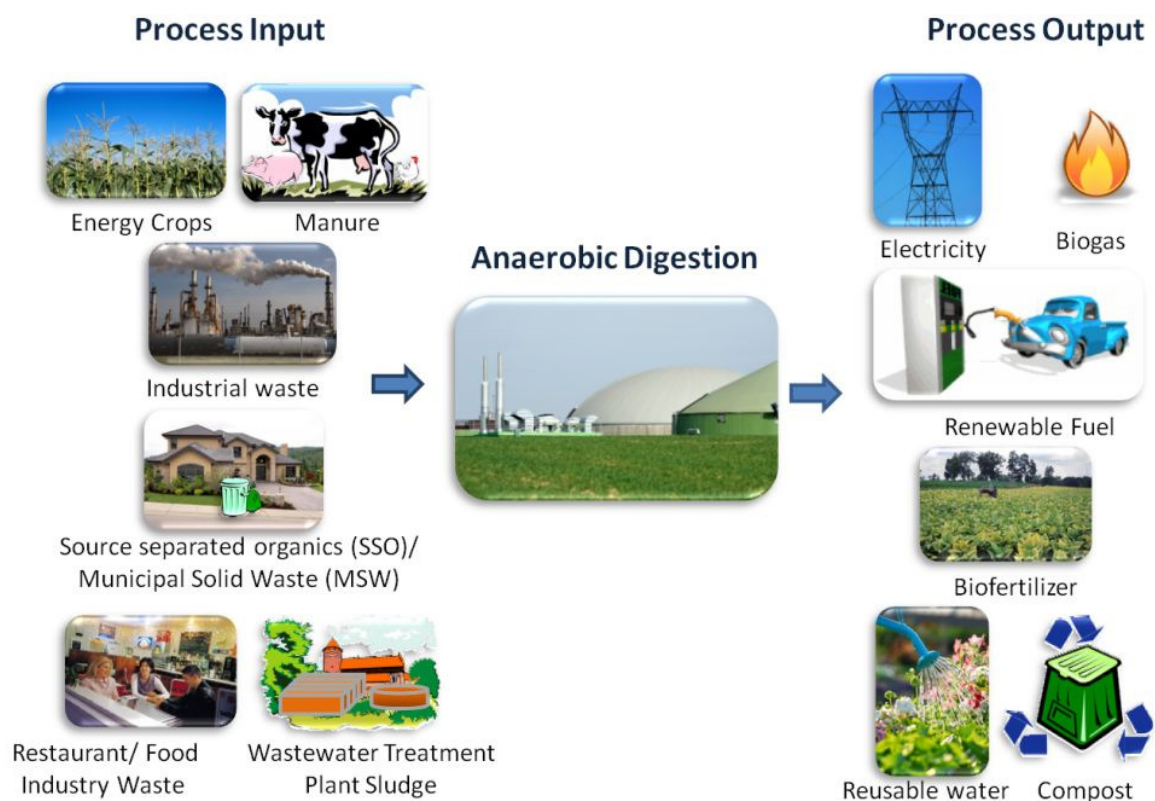 Process Input
Energy Crops
Manure
Industrial waste
Source separated organics (SSO)/
Municipal Solid Waste (MSW)
Restaurant/ Food
Industry Waste
Wastewater Treatment
Plant Sludge
Anaerobic Digestion
Process Output
Electricity
Biogas
Renewable Fuel
Biofertilizer
Reusable water
Compost